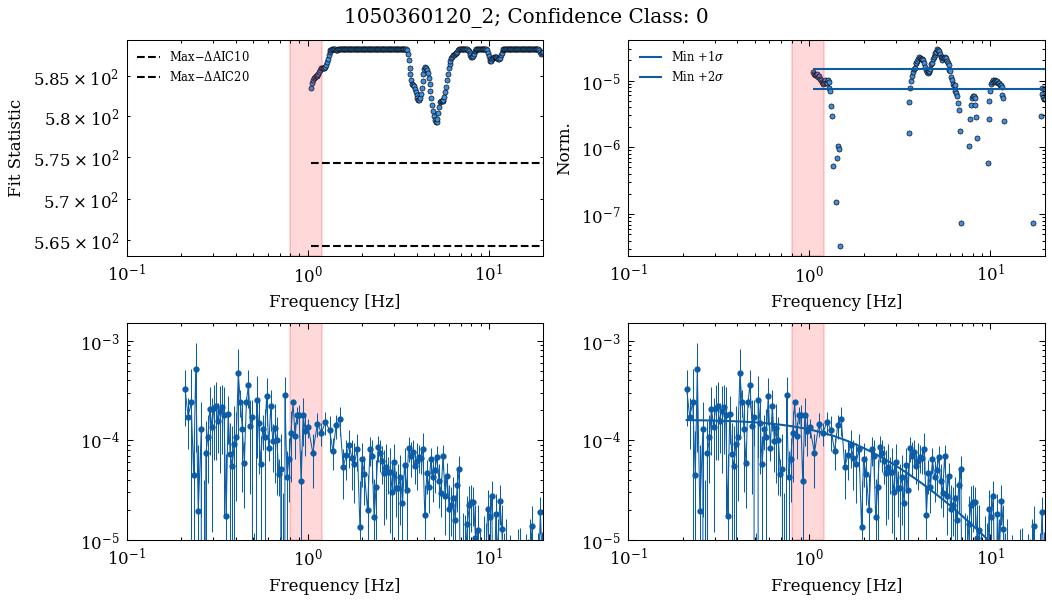 1050360120_2; Confidence Class: 0
Max−ΔAIC10
Max−ΔAIC20
5.85 × 10²
5.8 × 10²
5.75 × 10²
5.7 × 10²
5.65 × 10²
Fit Statistic
10⁻¹ 10⁰ 10¹
Frequency [Hz]
Min +1σ
Min +2σ
10⁻⁵
10⁻⁶
10⁻⁷
Norm.
10⁻¹ 10⁰ 10¹
Frequency [Hz]
10⁻³
10⁻⁴
10⁻⁵
10⁻¹ 10⁰ 10¹
Frequency [Hz]
10⁻³
10⁻⁴
10⁻⁵
10⁻¹ 10⁰ 10¹
Frequency [Hz]